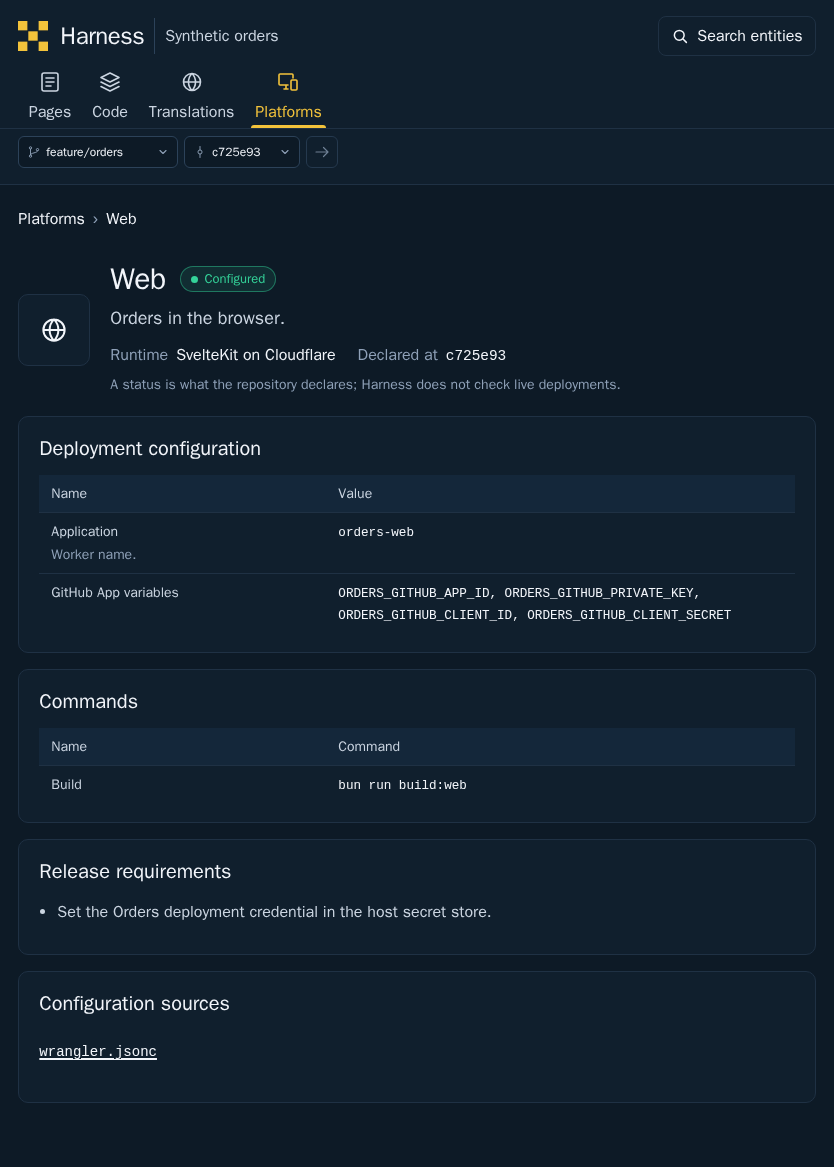 Harness
Synthetic orders
Search entities
Pages
Code
Translations
Platforms
feature/orders
c725e93
Platforms › Web
Web
Configured
Orders in the browser.
Runtime SvelteKit on Cloudflare Declared at c725e93
A status is what the repository declares; Harness does not check live deployments.
Deployment configuration
Name Value
Application orders-web
Worker name.
GitHub App variables ORDERS_GITHUB_APP_ID, ORDERS_GITHUB_PRIVATE_KEY,
ORDERS_GITHUB_CLIENT_ID, ORDERS_GITHUB_CLIENT_SECRET
Commands
Name Command
Build bun run build:web
Release requirements
• Set the Orders deployment credential in the host secret store.
Configuration sources
wrangler.jsonc